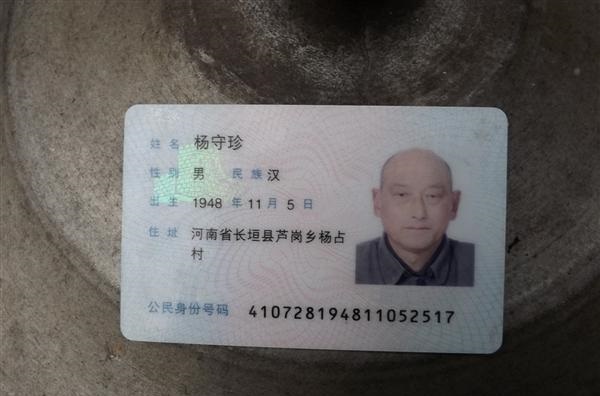 姓名 杨守珍
性别 男 民族 汉
出生 1948 年 11 月 5 日
住址 河南省长垣县芦岗乡杨占
村
公民身份号码 410728194811052517